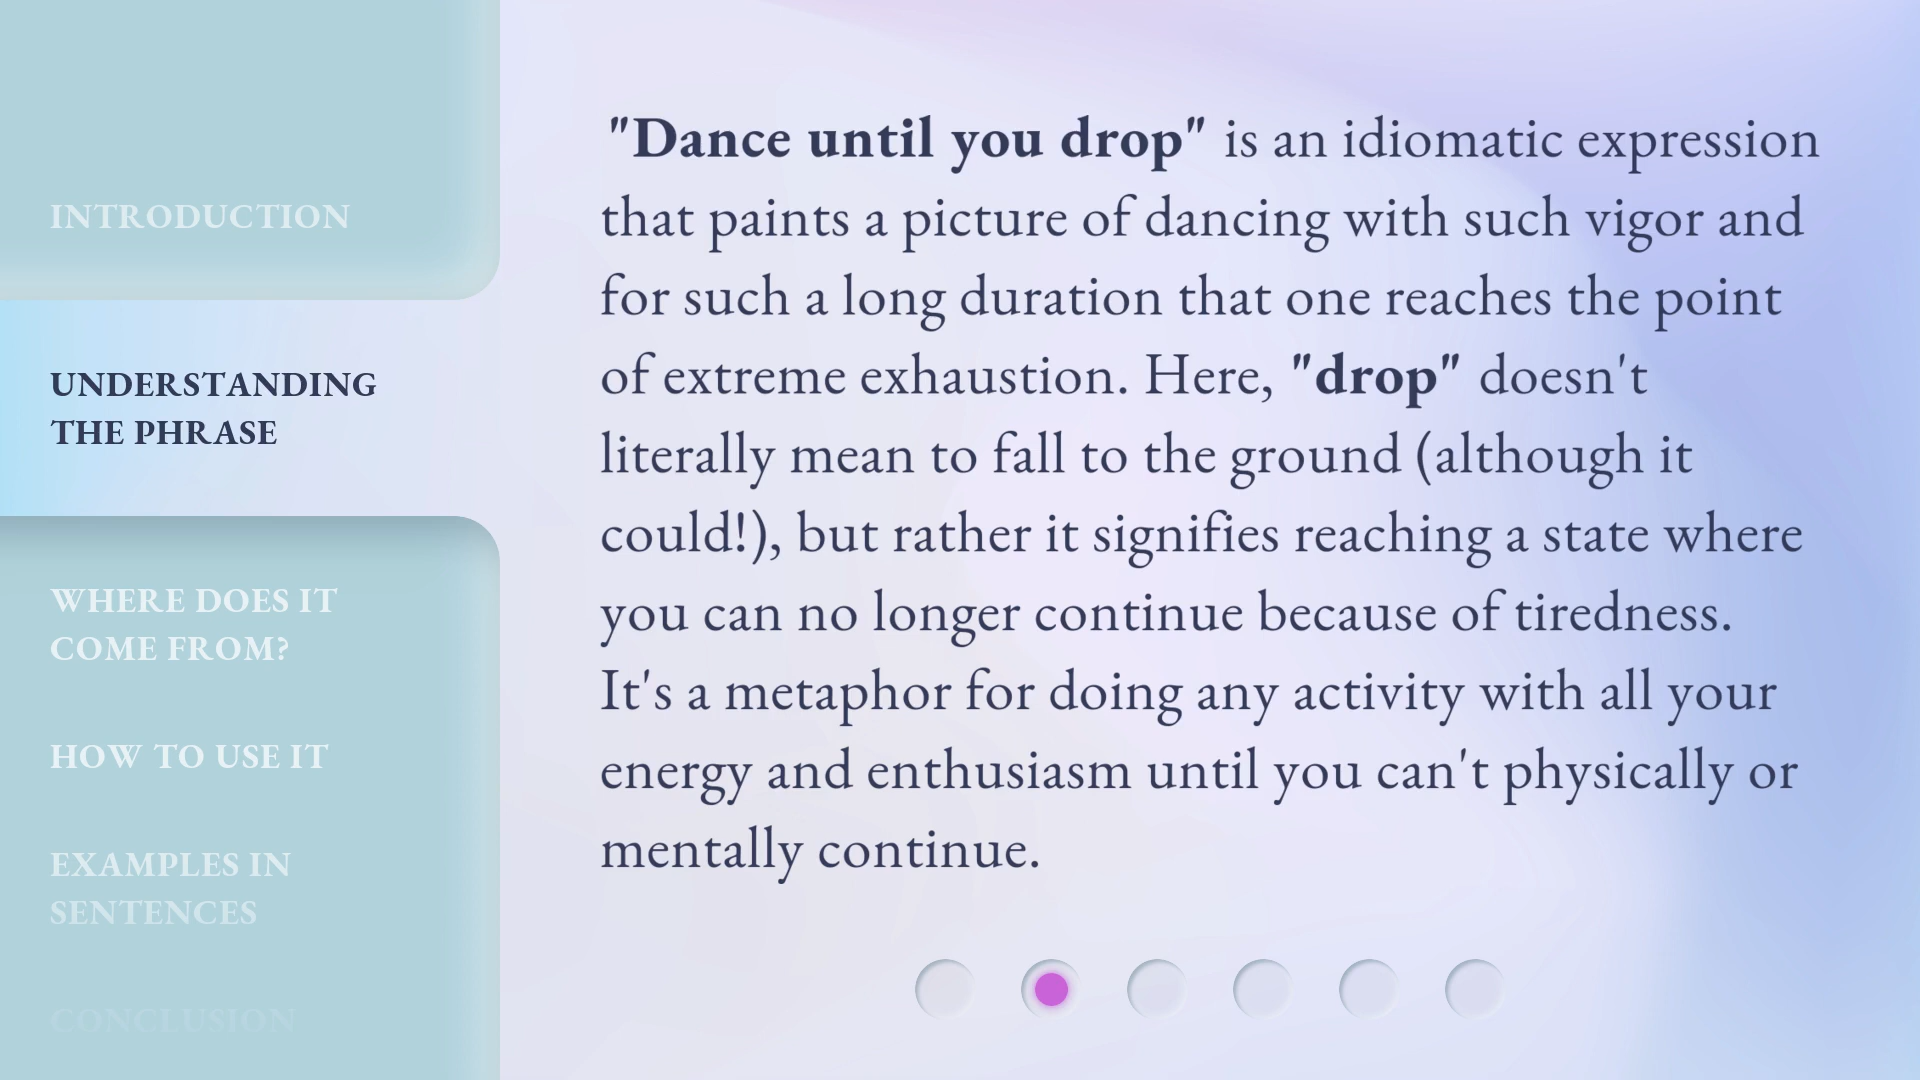 INTRODUCTION
UNDERSTANDING
THE PHRASE
WHERE DOES IT
COME FROM?
HOW TO USE IT
EXAMPLES IN
SENTENCES
CONCLUSION
"Dance until you drop" is an idiomatic expression
that paints a picture of dancing with such vigor and
for such a long duration that one reaches the point
of extreme exhaustion. Here, "drop" doesn't
literally mean to fall to the ground (although it
could!), but rather it signifies reaching a state where
you can no longer continue because of tiredness.
It's a metaphor for doing any activity with all your
energy and enthusiasm until you can't physically or
mentally continue.